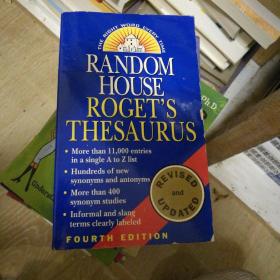 THE RIGHT WORD EVERY TIME
RANDOM
HOUSE
ROGET'S
THESAURUS
• More than 11,000 entries
in a single A to Z list
• Hundreds of new
synonyms and antonyms
• More than 400
synonym studies
• Informal and slang
terms clearly labeled
REVISED
and
UPDATED
FOURTH EDITION
Ph.D.